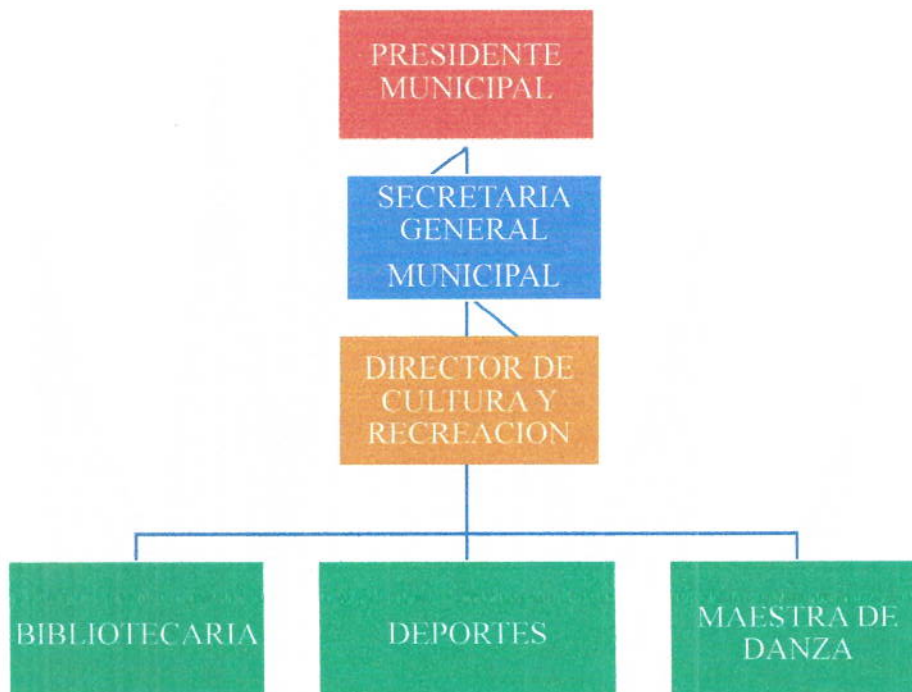 PRESIDENTE
MUNICIPAL
SECRETARIA
GENERAL
MUNICIPAL
DIRECTOR DE
CULTURA Y
RECREACION
BIBLIOTECARIA
DEPORTES
MAESTRA DE
DANZA